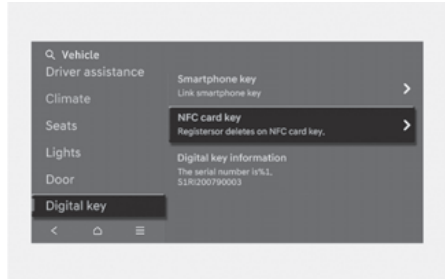 Vehicle
Driver assistance
Climate
Seats
Lights
Door
Digital key
Smartphone key
Link smartphone key
NFC card key
Registersor deletes on NFC card key,
Digital key information
The serial number is%1.
S1RI200790003